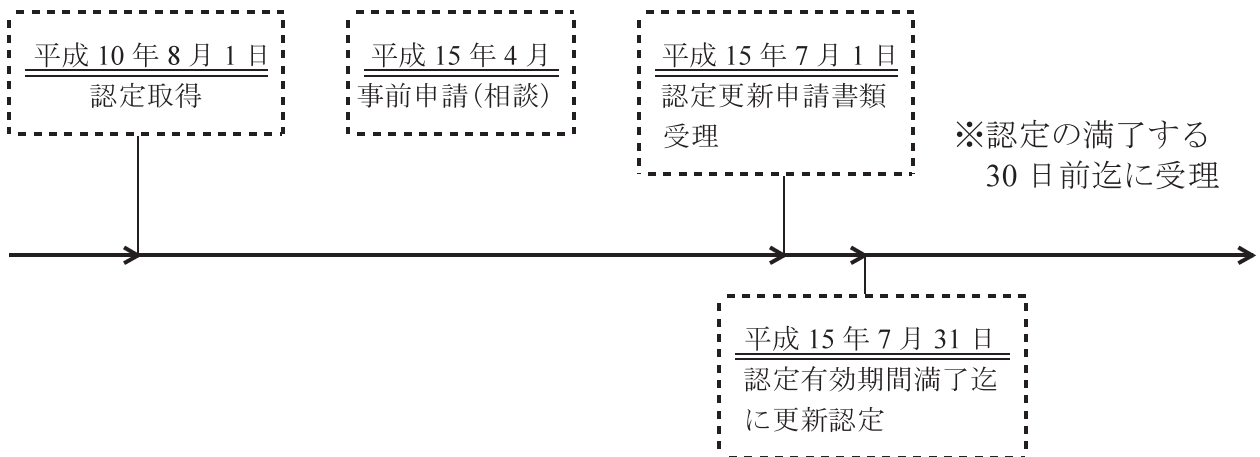 平成 10 年 8 月 1 日
認定取得
平成 15 年 4 月
事前申請(相談)
平成 15 年 7 月 1 日
認定更新申請書類
受理
※認定の満了する
30 日前迄に受理
平成 15 年 7 月 31 日
認定有効期間満了迄
に更新認定